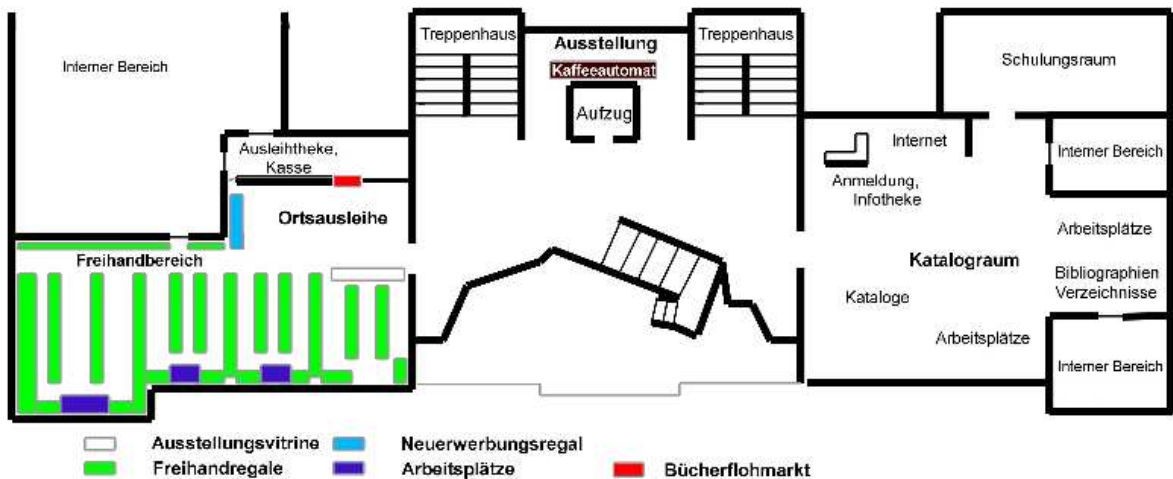 Treppenhaus
Ausstellung
Treppenhaus
Kaffeeautomat
Aufzug
Interner Bereich
Schulungsraum
Ausleihtheke,
Kasse
Internet
Interner Bereich
Anmeldung,
Infotheke
Ortsausleihe
Arbeitsplätze
Freihandbereich
Katalograum
Bibliographien
Verzeichnisse
Kataloge
Arbeitsplätze
Interner Bereich
Ausstellungsvitrine
Neuerwerbungsregal
Freihandregale
Arbeitsplätze
Bücherflohmarkt